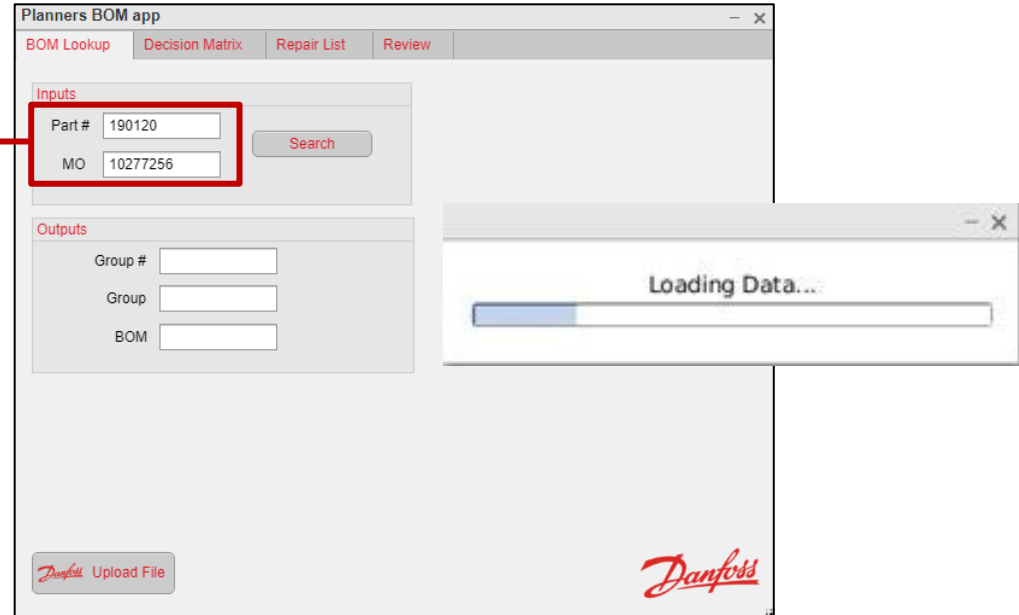 Planners BOM app
BOM Lookup Decision Matrix Repair List Review
Inputs
Part # 190120
Search
MO 10277256
Outputs
Group #
Group
BOM
Loading Data...
Danfoss Upload File
Danfoss